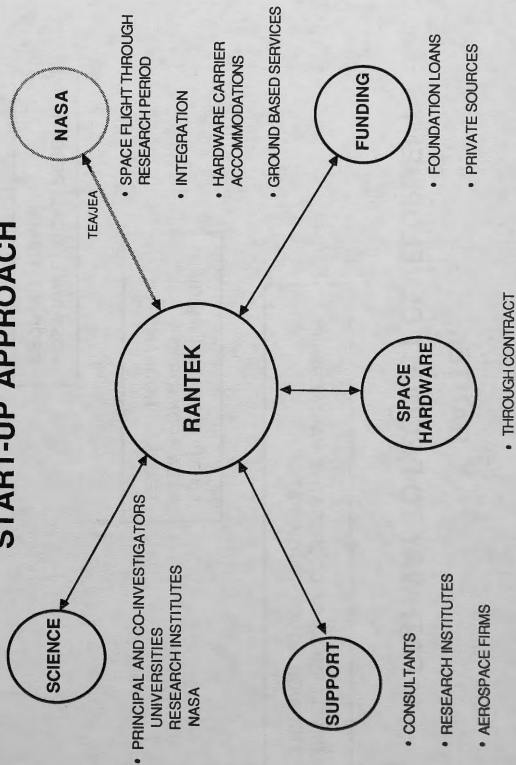 START-UP APPROACH
SCIENCE
• PRINCIPAL AND CO-INVESTIGATORS
UNIVERSITIES
RESEARCH INSTITUTES
NASA
NASA
TEA/JEA
• SPACE FLIGHT THROUGH
RESEARCH PERIOD
• INTEGRATION
• HARDWARE CARRIER
ACCOMMODATIONS
• GROUND BASED SERVICES
RANTEK
SUPPORT
• CONSULTANTS
• RESEARCH INSTITUTES
• AEROSPACE FIRMS
SPACE
HARDWARE
• THROUGH CONTRACT
FUNDING
• FOUNDATION LOANS
• PRIVATE SOURCES